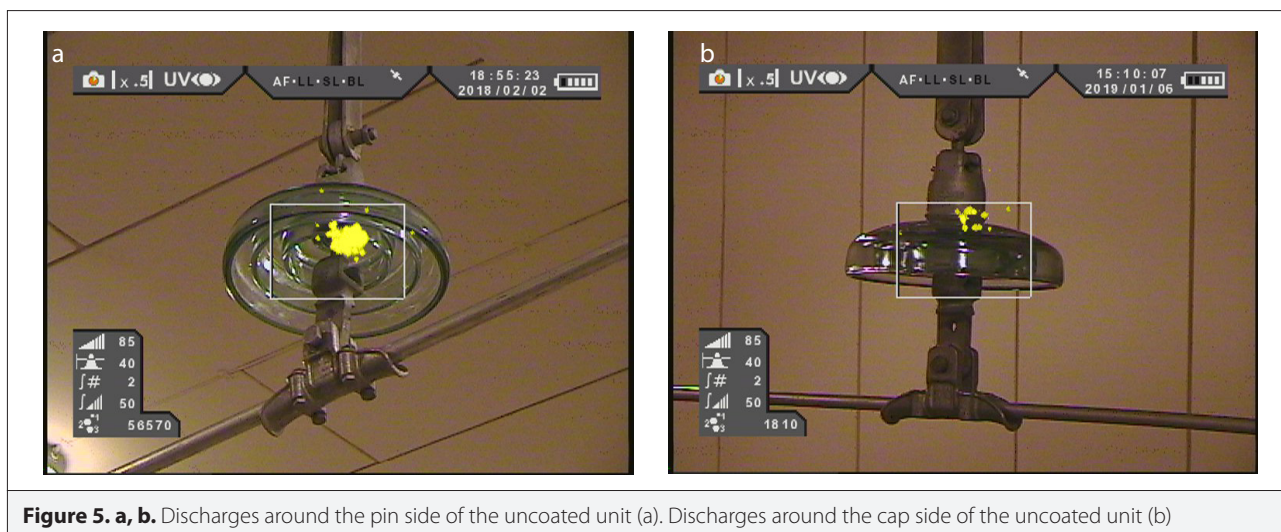 a
|x .5| UV
AF·LL·SL·BL
18:55:23
2018/02/02
85
40
∫# 2
∫ 50
56570
b
|x .5| UV
AF·LL·SL·BL
15:10:07
2019/01/06
85
40
∫# 2
∫ 50
1810
Figure 5. a, b. Discharges around the pin side of the uncoated unit (a). Discharges around the cap side of the uncoated unit (b)